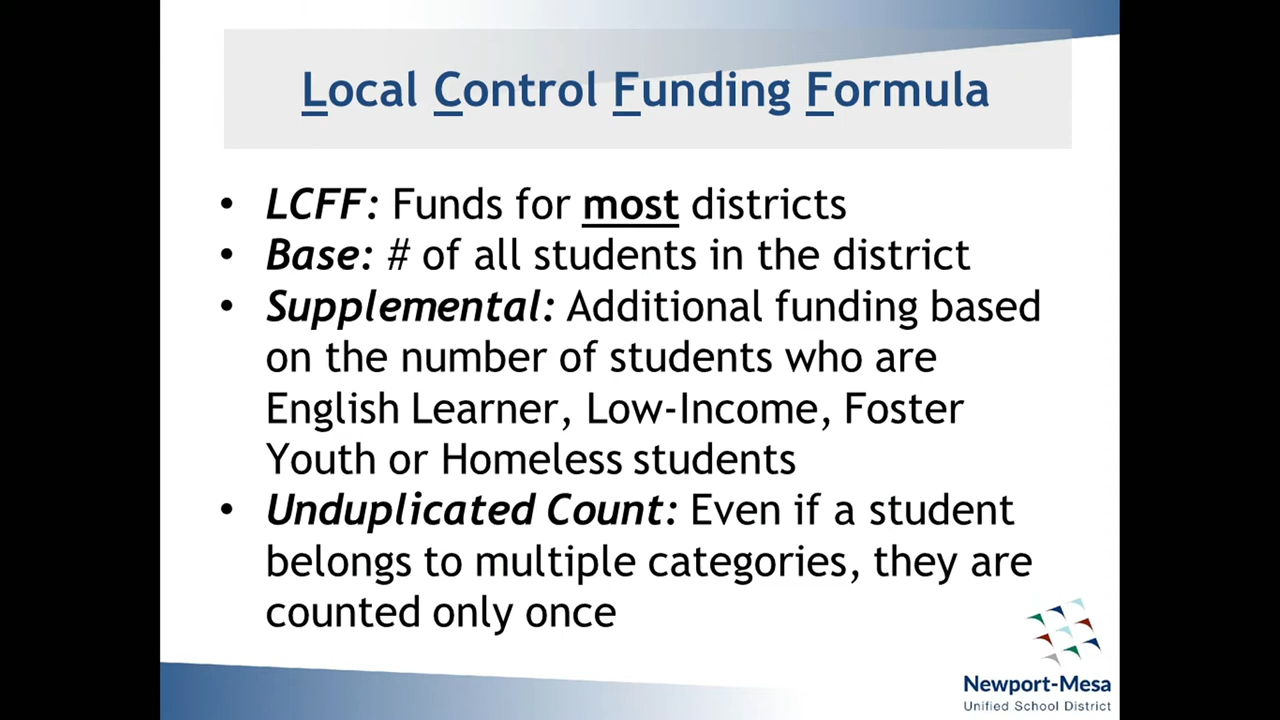 Local Control Funding Formula
• LCFF: Funds for most districts
• Base: # of all students in the district
• Supplemental: Additional funding based
on the number of students who are
English Learner, Low-Income, Foster
Youth or Homeless students
• Unduplicated Count: Even if a student
belongs to multiple categories, they are
counted only once
Newport-Mesa
Unified School District